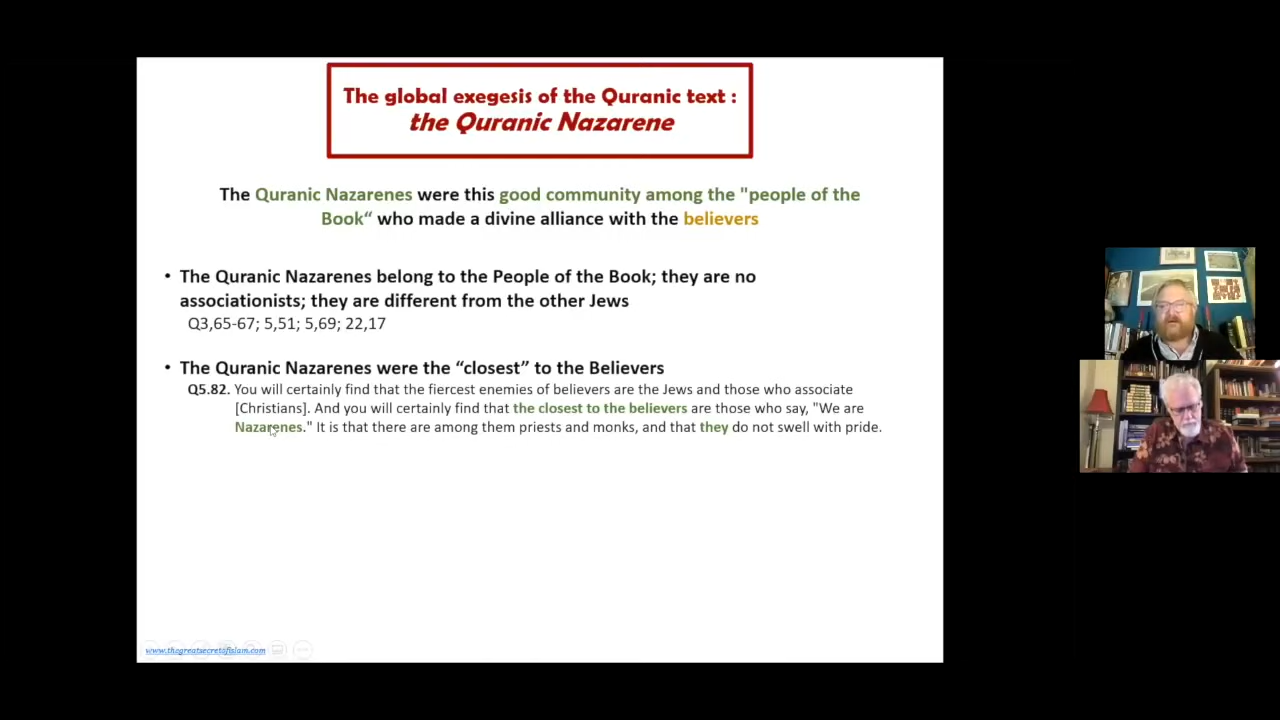 The global exegesis of the Quranic text :
the Quranic Nazarene
The Quranic Nazarenes were this good community among the "people of the
Book“ who made a divine alliance with the believers
• The Quranic Nazarenes belong to the People of the Book; they are no
associationists; they are different from the other Jews
Q3,65-67; 5,51; 5,69; 22,17
• The Quranic Nazarenes were the “closest” to the Believers
Q5.82. You will certainly find that the fiercest enemies of believers are the Jews and those who associate
[Christians]. And you will certainly find that the closest to the believers are those who say, "We are
Nazarenes." It is that there are among them priests and monks, and that they do not swell with pride.
www.thegreatsecretofislam.com